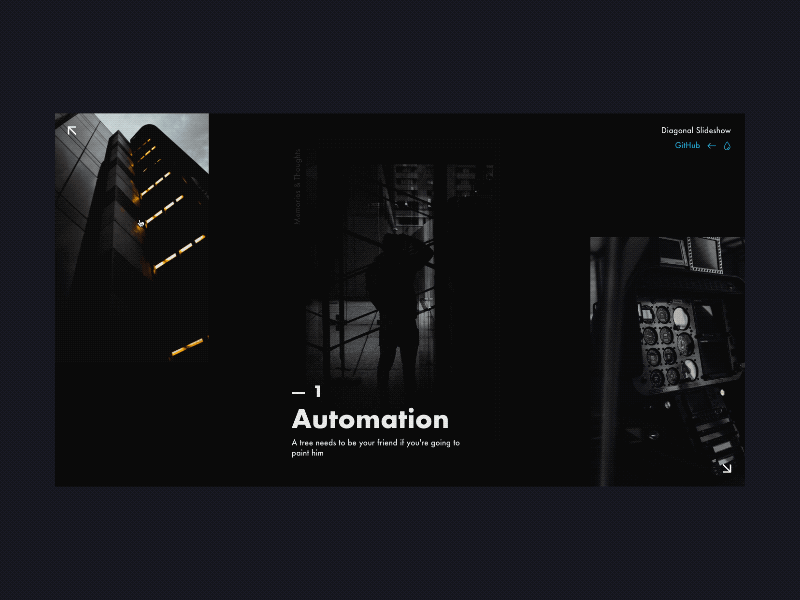 Diagonal Slideshow
GitHub
Memories & Thoughts
— 1
Automation
A tree needs to be your friend if you're going to
paint him